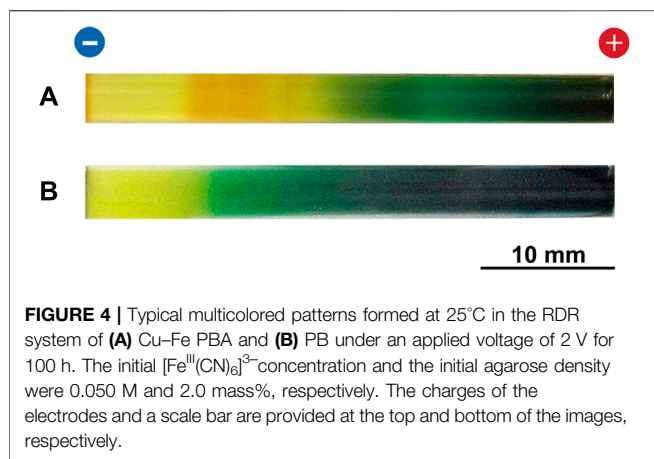 − +
A
B
10 mm
FIGURE 4 | Typical multicolored patterns formed at 25°C in the RDR
system of (A) Cu–Fe PBA and (B) PB under an applied voltage of 2 V for
100 h. The initial [Feᴵᴵᴵ(CN)₆]³⁻concentration and the initial agarose density
were 0.050 M and 2.0 mass%, respectively. The charges of the
electrodes and a scale bar are provided at the top and bottom of the images,
respectively.